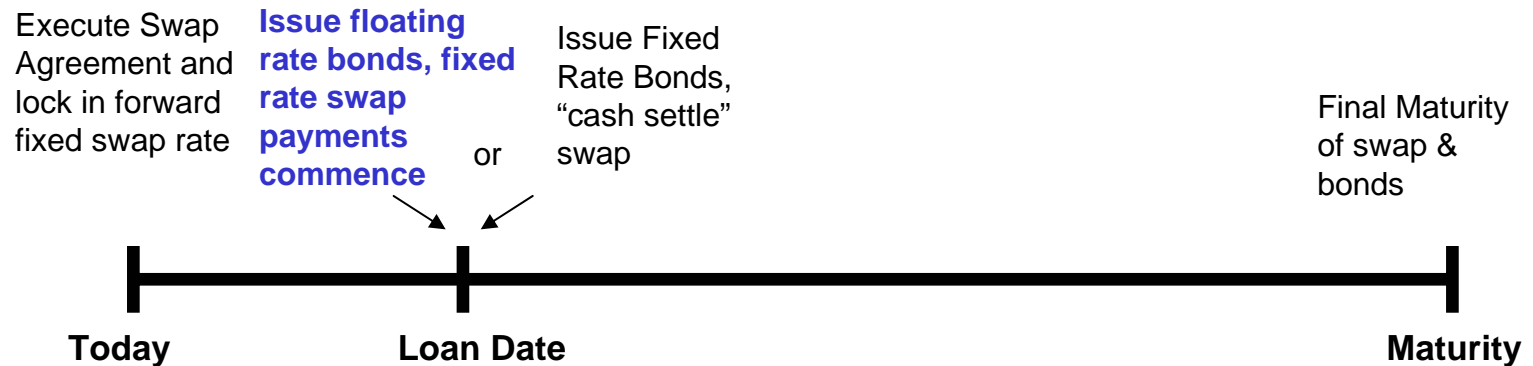 Execute Swap
Agreement and
lock in forward
fixed swap rate
Issue floating
rate bonds, fixed
rate swap
payments
commence
or
Issue Fixed
Rate Bonds,
“cash settle”
swap
Final Maturity
of swap &
bonds
Today
Loan Date
Maturity